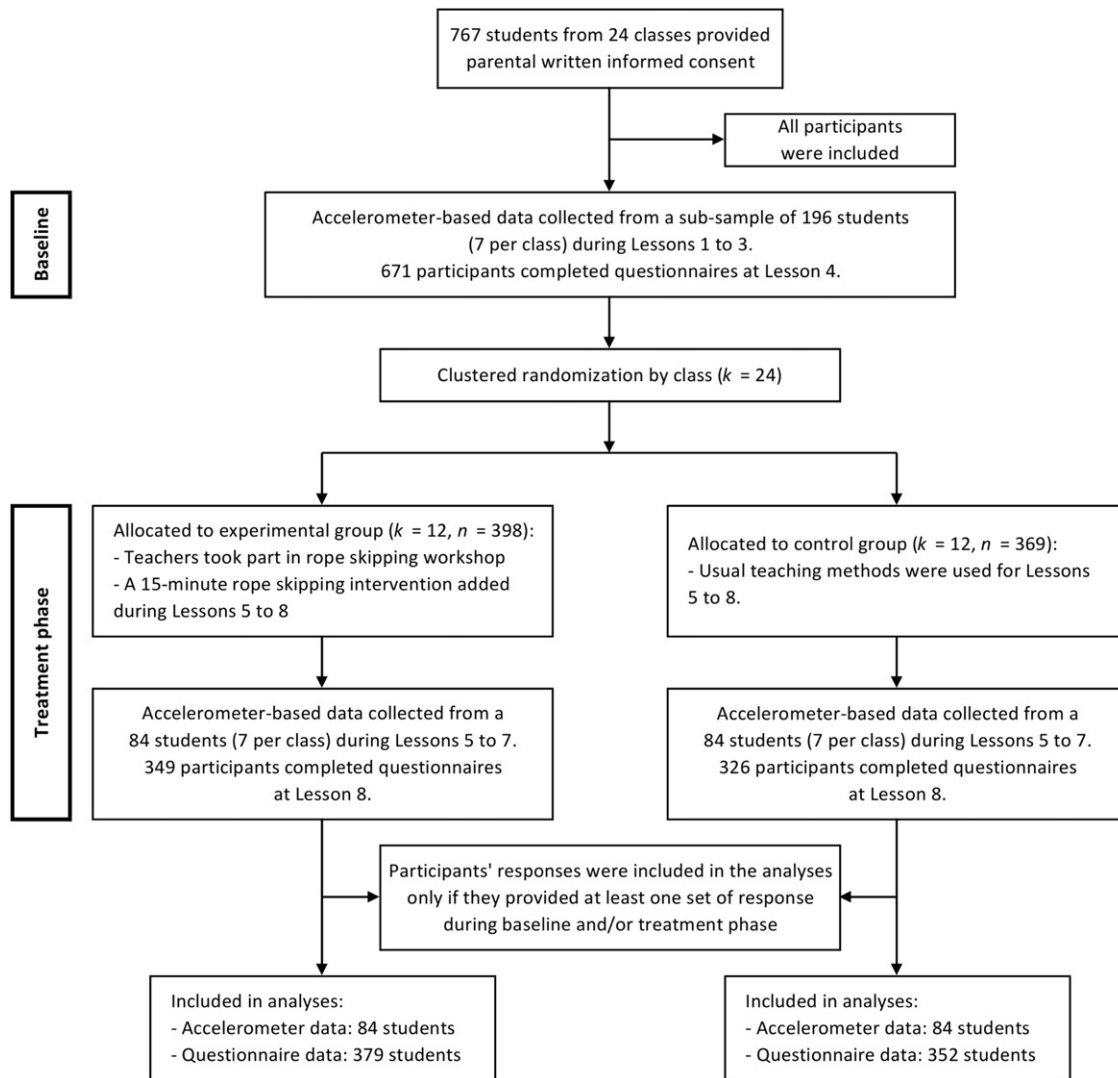 767 students from 24 classes provided
parental written informed consent
All participants
were included
Baseline
Accelerometer-based data collected from a sub-sample of 196 students
(7 per class) during Lessons 1 to 3.
671 participants completed questionnaires at Lesson 4.
Clustered randomization by class (k = 24)
Treatment phase
Allocated to experimental group (k = 12, n = 398):
- Teachers took part in rope skipping workshop
- A 15-minute rope skipping intervention added
during Lessons 5 to 8
Allocated to control group (k = 12, n = 369):
- Usual teaching methods were used for Lessons
5 to 8.
Accelerometer-based data collected from a
84 students (7 per class) during Lessons 5 to 7.
349 participants completed questionnaires
at Lesson 8.
Accelerometer-based data collected from a
84 students (7 per class) during Lessons 5 to 7.
326 participants completed questionnaires
at Lesson 8.
Participants' responses were included in the analyses
only if they provided at least one set of response
during baseline and/or treatment phase
Included in analyses:
- Accelerometer data: 84 students
- Questionnaire data: 379 students
Included in analyses:
- Accelerometer data: 84 students
- Questionnaire data: 352 students